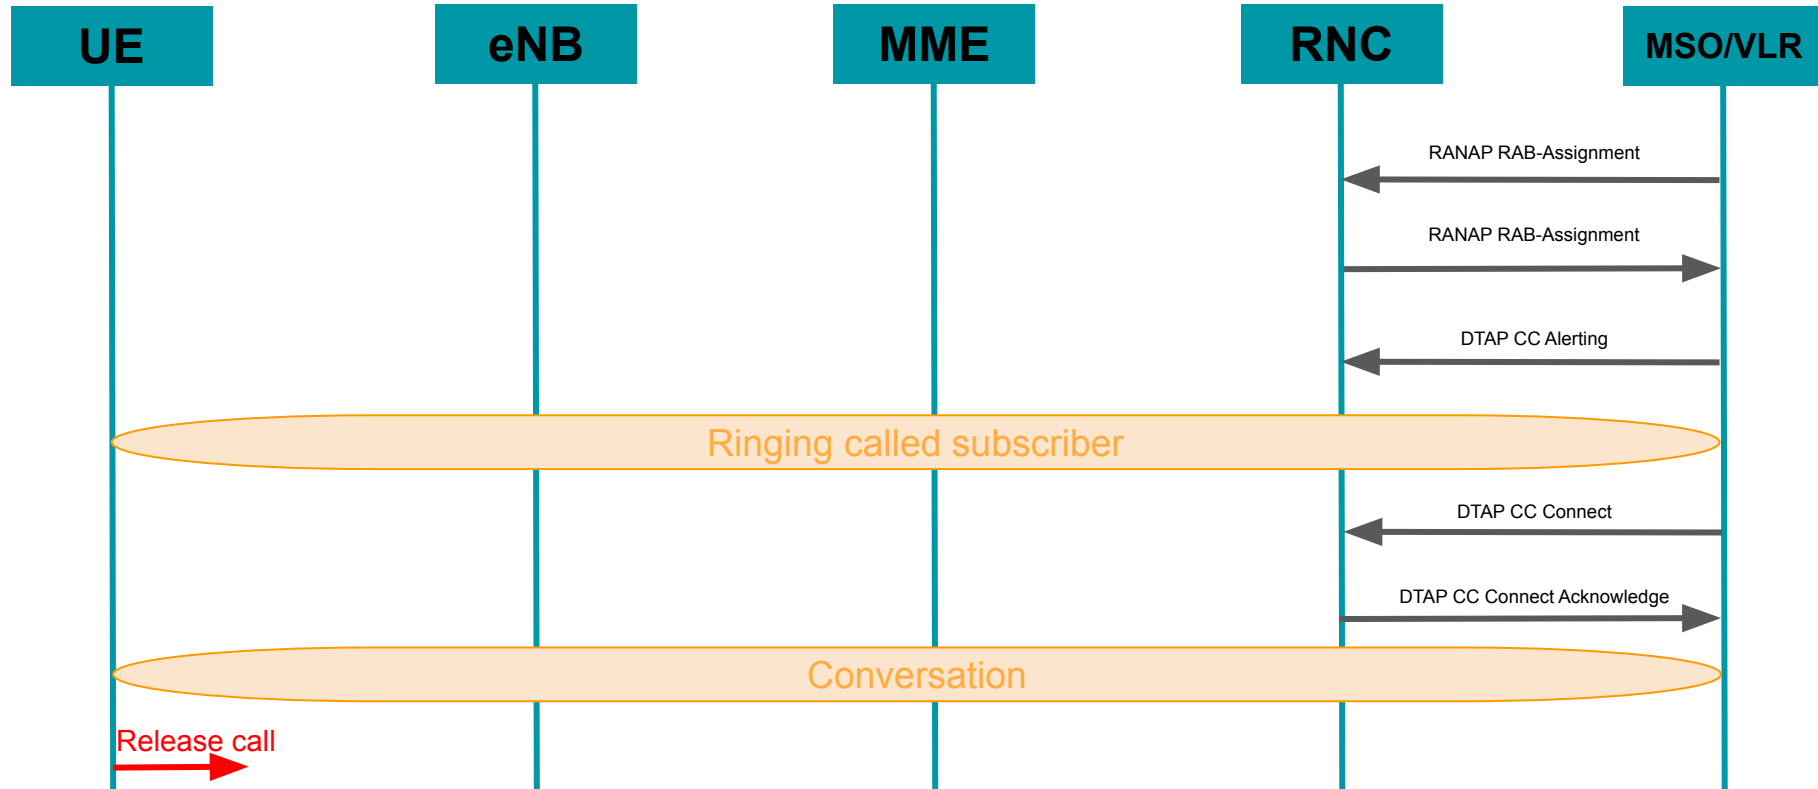 UE
eNB
MME
RNC
MSO/VLR
RANAP RAB-Assignment
RANAP RAB-Assignment
DTAP CC Alerting
Ringing called subscriber
DTAP CC Connect
DTAP CC Connect Acknowledge
Conversation
Release call